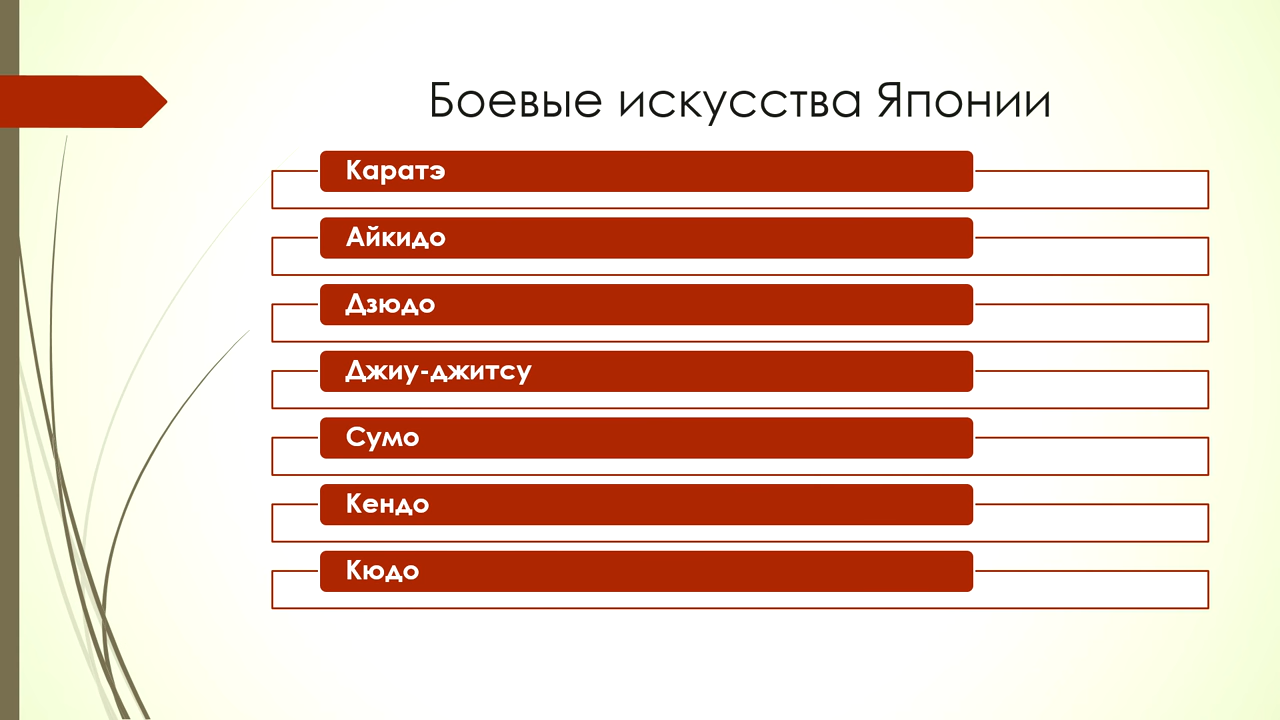 Боевые искусства Японии
Каратэ
Айкидо
Дзюдо
Джиу-джитсу
Сумо
Кендо
Кюдо